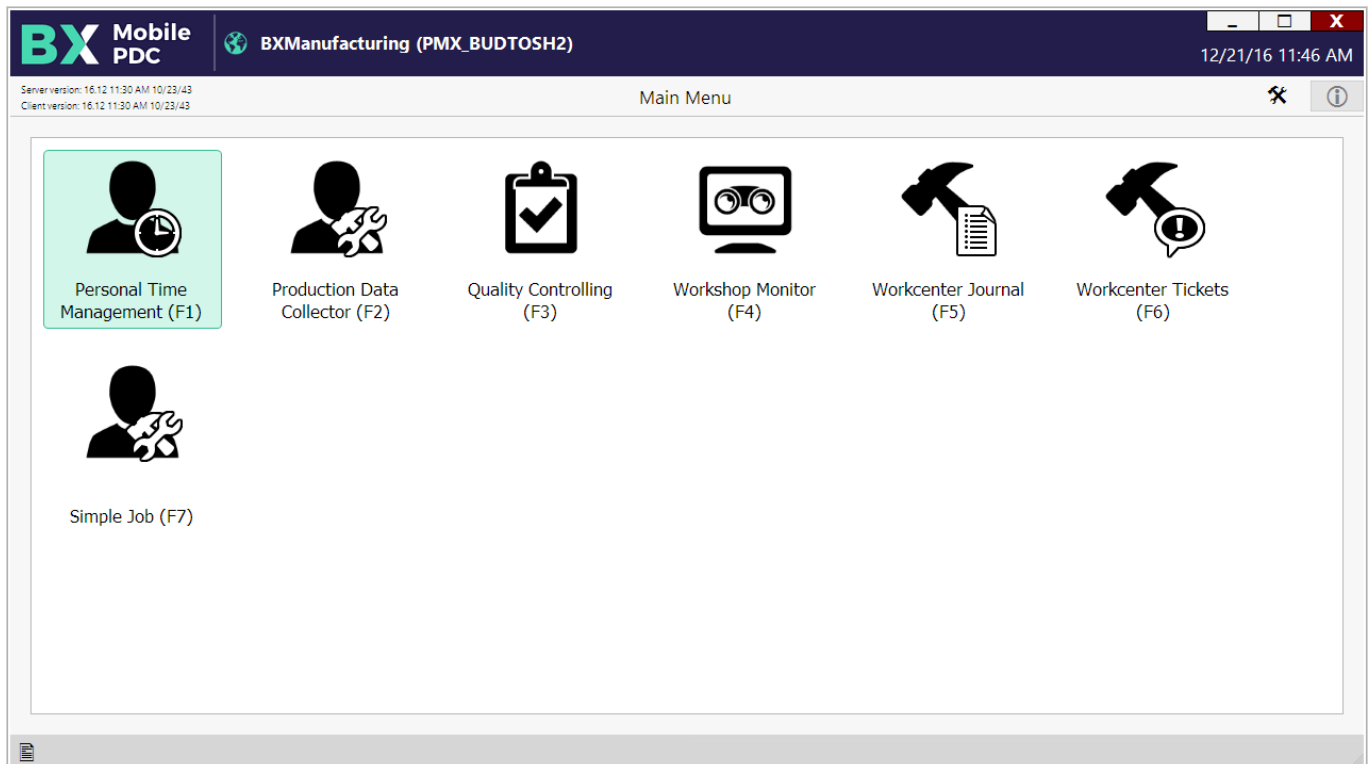 BX Mobile PDC
BXManufacturing (PMX_BUDTOSH2)
X
12/21/16 11:46 AM
Server version: 16.12 11:30 AM 10/23/43
Client version: 16.12 11:30 AM 10/23/43
Main Menu
Personal Time
Management (F1)
Production Data
Collector (F2)
Quality Controlling
(F3)
Workshop Monitor
(F4)
Workcenter Journal
(F5)
Workcenter Tickets
(F6)
Simple Job (F7)